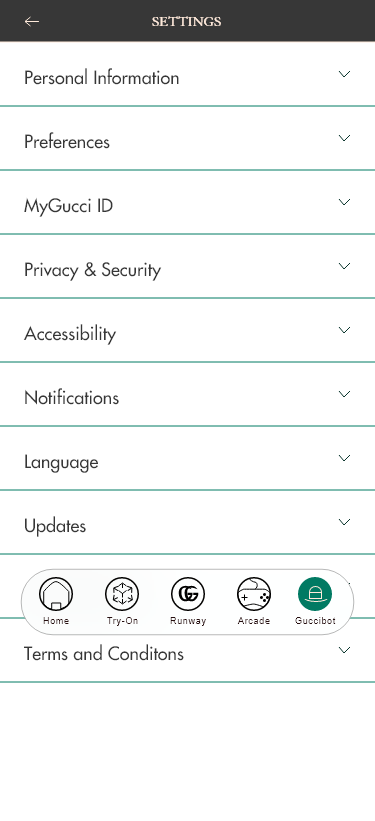 SETTINGS
Personal Information
Preferences
MyGucci ID
Privacy & Security
Accessibility
Notifications
Language
Updates
Home Try-On Runway Arcade Guccibot
Terms and Conditons